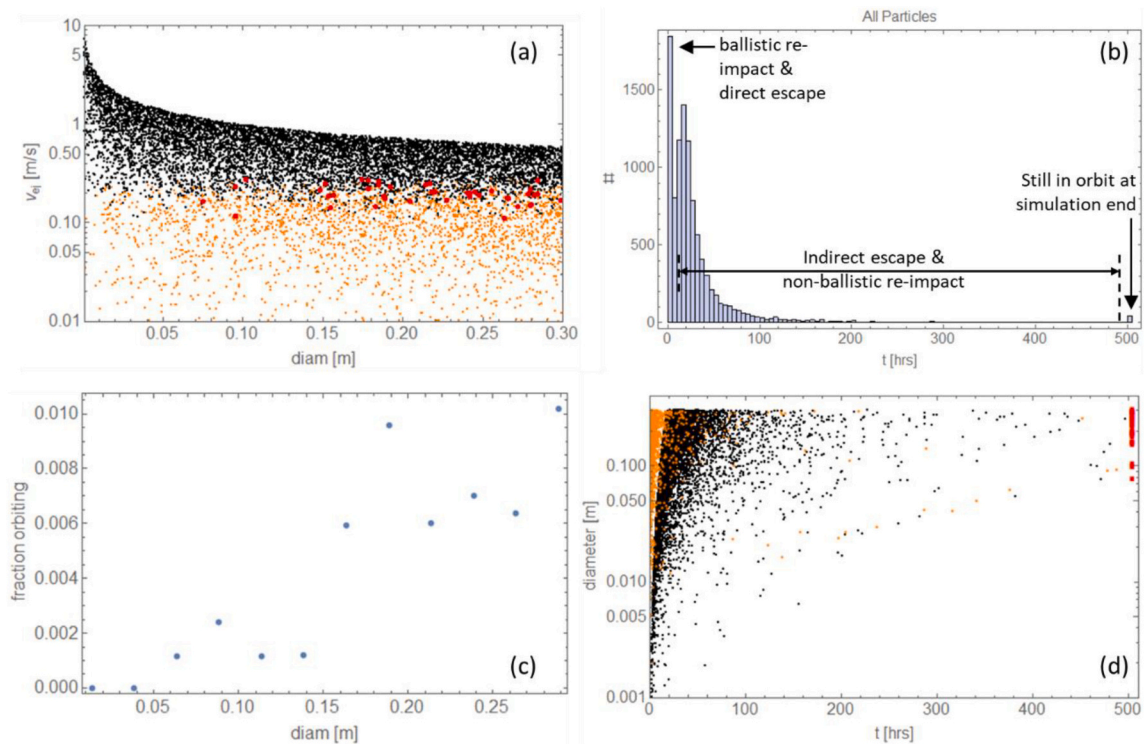 10
5
1
0.50
0.10
0.05
0.01
v_ej [m/s]
(a)
0.05
0.10
0.15
0.20
0.25
0.30
diam [m]
All Particles
1500
1000
500
0
#
ballistic re-
impact &
direct escape
(b)
Still in orbit at
simulation end
Indirect escape &
non-ballistic re-impact
0
100
200
300
400
500
t [hrs]
0.010
0.008
0.006
0.004
0.002
0.000
fraction orbiting
(c)
0.05
0.10
0.15
0.20
0.25
diam [m]
0.100
0.050
0.010
0.005
0.001
diameter [m]
(d)
0
100
200
300
400
500
t [hrs]